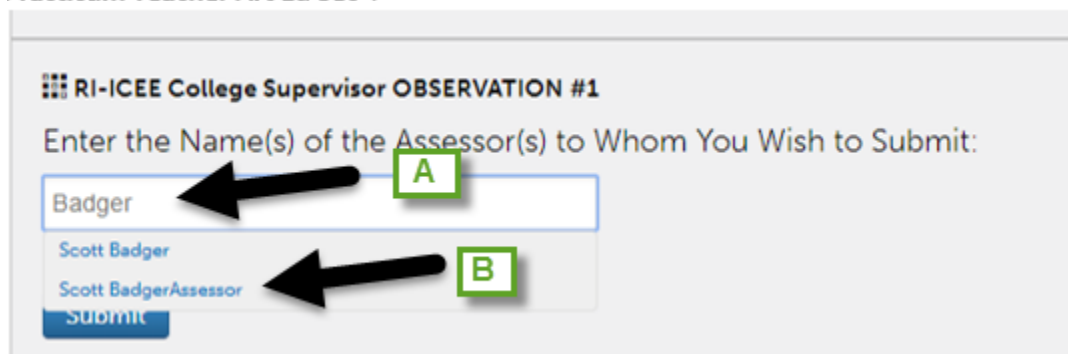 RI-ICEE College Supervisor OBSERVATION #1
Enter the Name(s) of the Assessor(s) to Whom You Wish to Submit:
A
Badger
Scott Badger
B
Scott BadgerAssessor
Submit